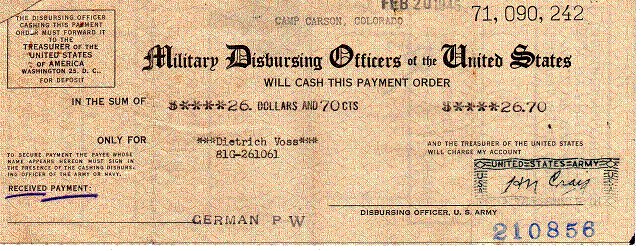 THE DISBURSING OFFICER
CASHING THIS PAYMENT
ORDER MUST FORWARD IT
TO THE
TREASURER OF THE
UNITED STATES
OF AMERICA
WASHINGTON 25, D.C.,
FOR DEPOSIT
FEB 20 1946
CAMP CARSON, COLORADO
71,090,242
Military Disbursing Officers of the United States
WILL CASH THIS PAYMENT ORDER
IN THE SUM OF
$*****26. DOLLARS AND 70 CTS
$*****26.70
ONLY FOR
***Dietrich Voss***
81G-261061
TO SECURE PAYMENT THE PAYEE WHOSE
NAME APPEARS HEREON MUST SIGN IN
THE PRESENCE OF THE CASHING DISBURS-
ING OFFICER OF THE ARMY OR NAVY.
RECEIVED PAYMENT:
AND THE TREASURER OF THE UNITED STATES
WILL CHARGE MY ACCOUNT
UNITED STATES ARMY
U S
HN Craig
GERMAN P W
DISBURSING OFFICER, U. S. ARMY
210856